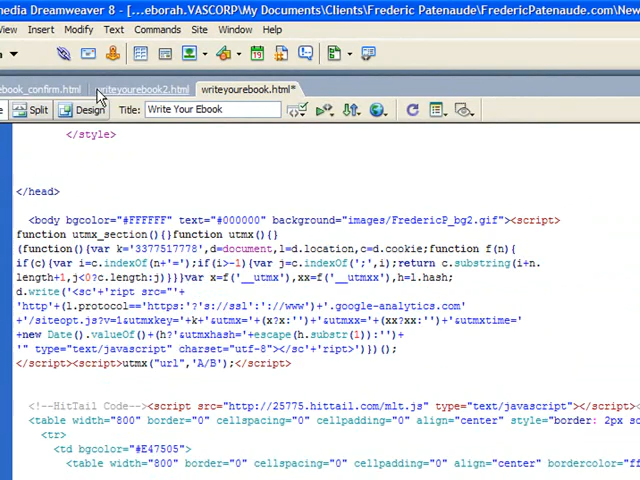 media Dreamweaver 8 - [...eborah.VASCORP\My Documents\Clients\Frederic Patenaude\FredericPatenaude.com\New
iew Insert Modify Text Commands Site Window Help
ebook_confirm.html writeyourebook2.html writeyourebook.html*
Split Design Title: Write Your Ebook
</style>
</head>
<body bgcolor="#FFFFFF" text="#000000" background="images/FredericP_bg2.gif"><script>
function utmx_section(){}function utmx(){}
(function(){var k='3377517778',d=document,l=d.location,c=d.cookie;function f(n){
if(c){var i=c.indexOf(n+'=');if(i>-1){var j=c.indexOf(';',i);return c.substring(i+n.
length+1,j<0?c.length:j)}}}var x=f('__utmx'),xx=f('__utmxx'),h=l.hash;
d.write('<sc'+'ript src="'+
'http'+(l.protocol=='https:'?'s://ssl':'://www')+'.google-analytics.com'
+'/siteopt.js?v=1&utmxkey='+k+'&utmx='+(x?x:'')+'&utmxx='+(xx?xx:'')+'&utmxtime='
+new Date().valueOf()+(h?'&utmxhash='+escape(h.substr(1)):'')+
'" type="text/javascript" charset="utf-8"></sc'+'ript>')})();
</script><script>utmx("url",'A/B');</script>
<!--HitTail Code--><script src="http://25775.hittail.com/mlt.js" type="text/javascript"></script><
<table width="800" border="0" cellspacing="0" cellpadding="0" align="center" style="border: 2px so
<tr>
<td bgcolor="#E47505">
<table width="800" border="0" cellspacing="0" cellpadding="0" align="center" bordercolor="#ff